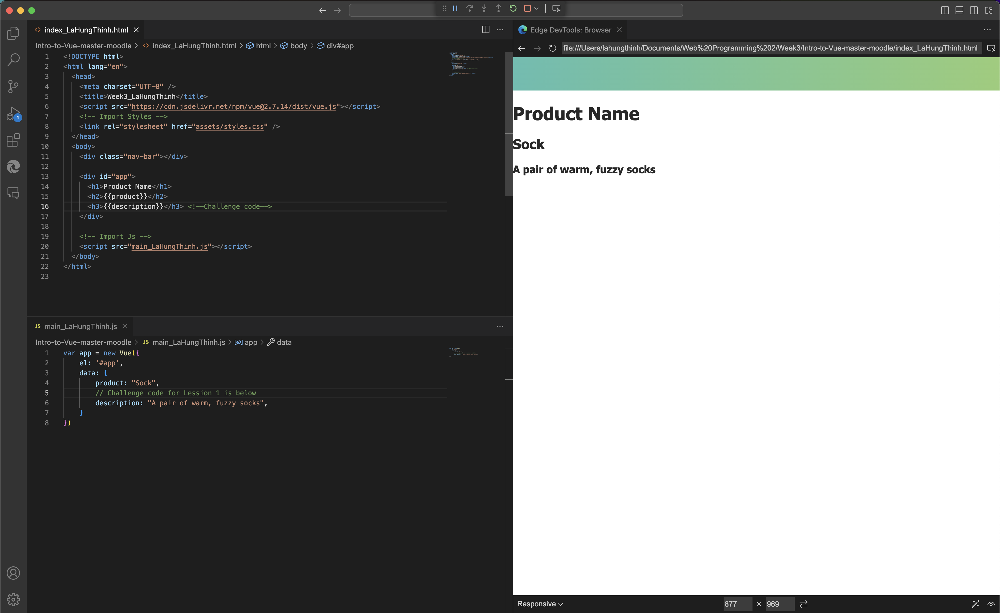 index_LaHungThinh.html
Intro-to-Vue-master-moodle > index_LaHungThinh.html > html > body > div#app
1 <!DOCTYPE html>
2 <html lang="en">
3 <head>
4 <meta charset="UTF-8" />
5 <title>Week3_LaHungThinh</title>
6 <script src="https://cdn.jsdelivr.net/npm/vue@2.7.14/dist/vue.js"></script>
7 <!-- Import Styles -->
8 <link rel="stylesheet" href="assets/styles.css" />
9 </head>
10 <body>
11 <div class="nav-bar"></div>
12
13 <div id="app">
14 <h1>Product Name</h1>
15 <h2>{{product}}</h2>
16 <h3>{{description}}</h3> <!--Challenge code-->
17 </div>
18
19 <!-- Import Js -->
20 <script src="main_LaHungThinh.js"></script>
21 </body>
22 </html>
23
1
JS main_LaHungThinh.js
Intro-to-Vue-master-moodle > JS main_LaHungThinh.js > app > data
1 var app = new Vue({
2 el: '#app',
3 data: {
4 product: "Sock",
5 // Challenge code for Lession 1 is below
6 description: "A pair of warm, fuzzy socks",
7 }
8 })
Edge DevTools: Browser
file:///Users/lahungthinh/Documents/Web%20Programming%202/Week3/Intro-to-Vue-master-moodle/index_LaHungThinh.html
Product Name
Sock
A pair of warm, fuzzy socks
Responsive 877 × 969